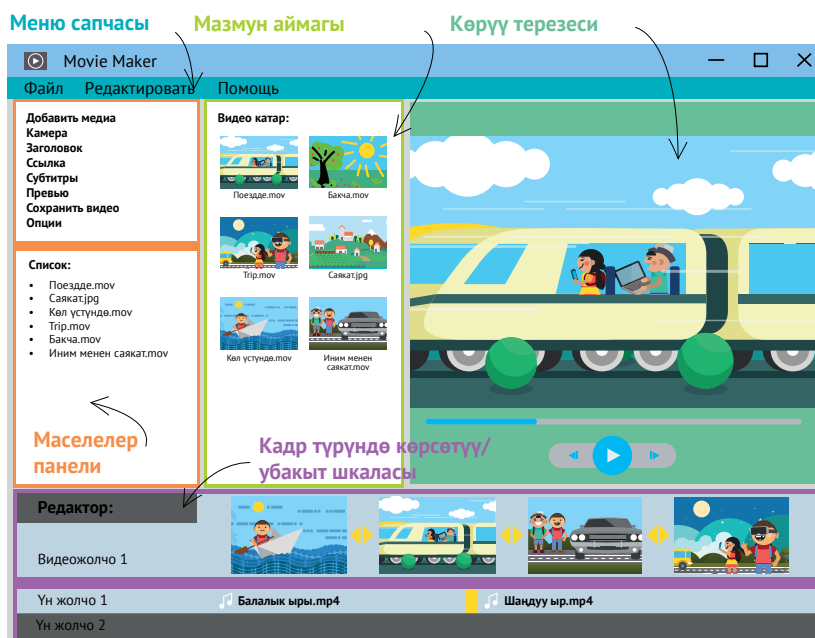 Меню сапчасы
Мазмун аймагы
Көрүү терезеси
Movie Maker
Файл Редактировать Помощь
Добавить медиа
Камера
Заголовок
Ссылка
Субтитры
Превью
Сохранить видео
Опции
Список:
• Поездде.mov
• Саякат.jpg
• Көл үстүндө.mov
• Trip.mov
• Бакча.mov
• Иним менен саякат.mov
Маселелер
панели
Видео катар:
Поездде.mov
Бакча.mov
Trip.mov
Саякат.jpg
Көл үстүндө.mov
Иним менен
саякат.mov
Кадр түрүндө көрсөтүү/
убакыт шкаласы
Редактор:
Видеожолчо 1
Үн жолчо 1
Балалык ыры.mp4
Шаңдуу ыр.mp4
Үн жолчо 2